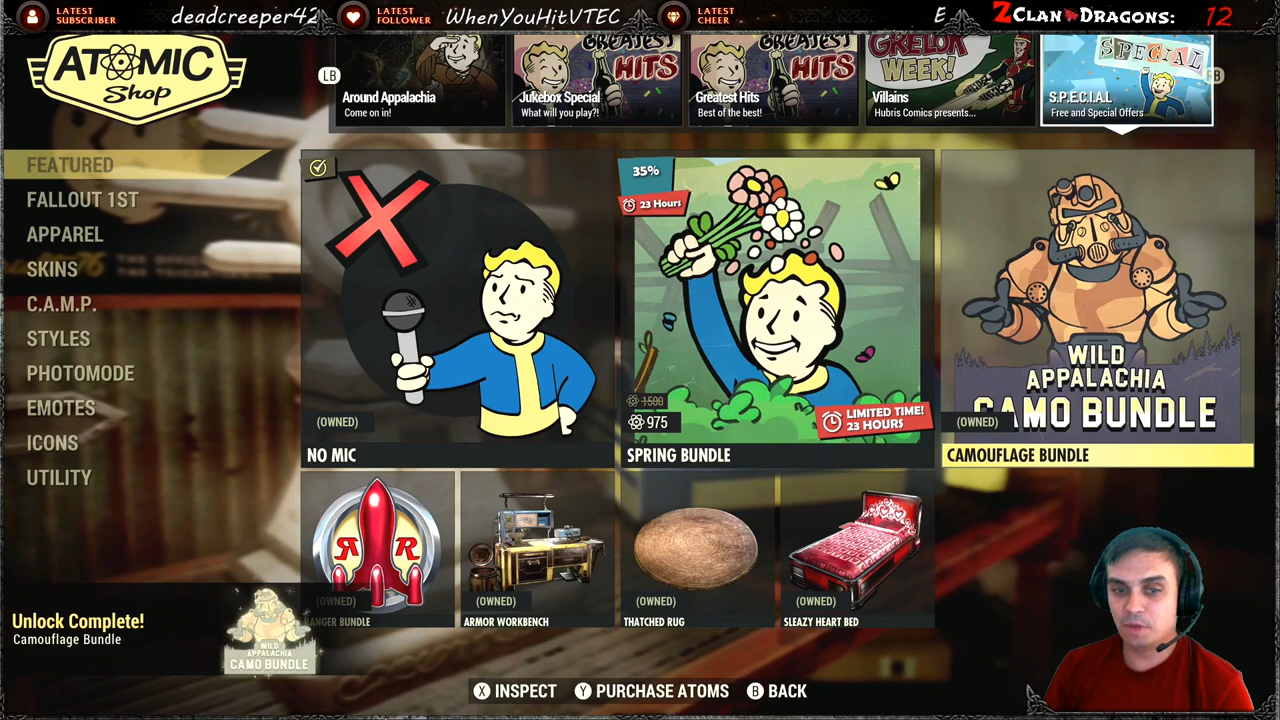 LATEST SUBSCRIBER deadcreeper42
LATEST FOLLOWER WhenYouHitVTEC
LATEST CHEER E
ZClan Dragons: 12
ATOMIC
Shop
LB
GREATEST HITS
GREATEST HITS
GRELOK WEEK!
SPECIAL
Around Appalachia
Come on in!
Jukebox Special
What will you play?!
Greatest Hits
Best of the best!
Villains
Hubris Comics presents...
S.P.E.C.I.A.L
Free and Special Offers
FEATURED
FALLOUT 1ST
APPAREL
SKINS
C.A.M.P.
STYLES
PHOTOMODE
EMOTES
ICONS
UTILITY
(OWNED)
NO MIC
35%
23 Hours
1500
975
LIMITED TIME!
23 HOURS
SPRING BUNDLE
WILD
APPALACHIA
CAMO BUNDLE
(OWNED)
CAMOUFLAGE BUNDLE
R R
(OWNED)
RANGER BUNDLE
(OWNED)
ARMOR WORKBENCH
(OWNED)
THATCHED RUG
(OWNED)
SLEAZY HEART BED
Unlock Complete!
Camouflage Bundle
WILD
APPALACHIA
CAMO BUNDLE
X INSPECT
Y PURCHASE ATOMS
B BACK